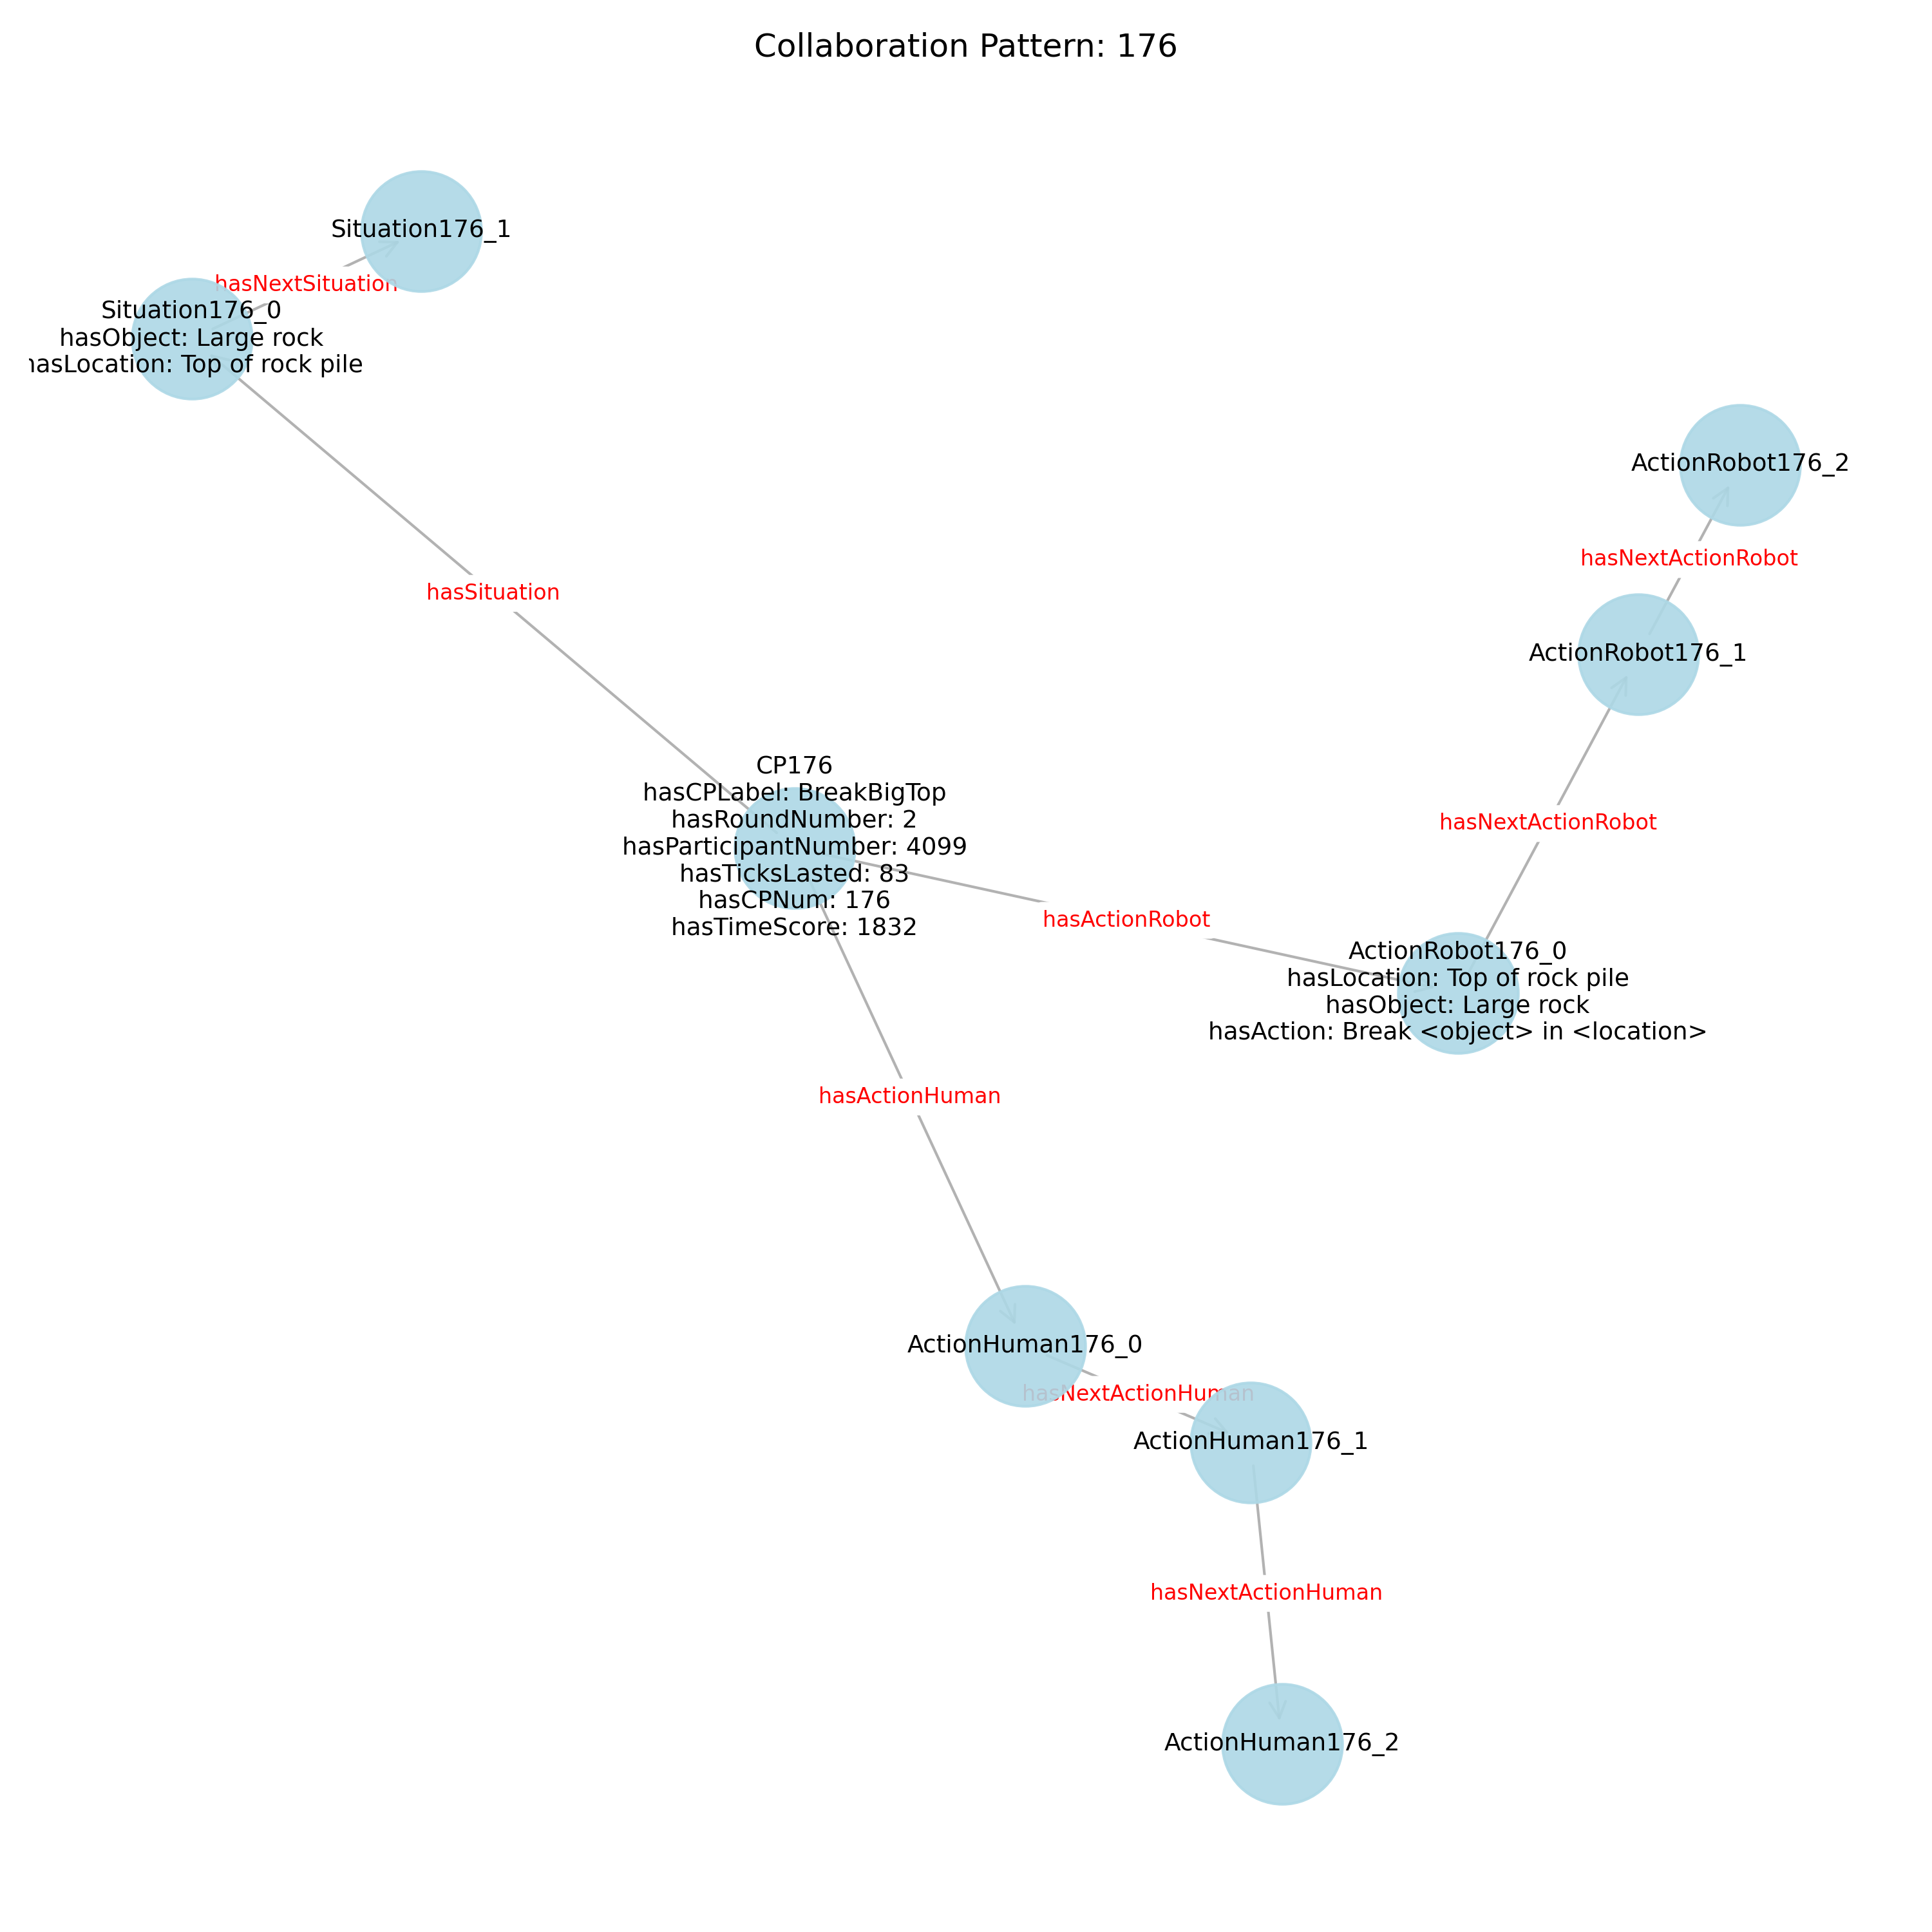 Collaboration Pattern: 176
Situation176_1
hasNextSituation
Situation176_0
hasObject: Large rock
hasLocation: Top of rock pile
ActionRobot176_2
hasNextActionRobot
hasSituation
ActionRobot176_1
CP176
hasCPLabel: BreakBigTop
hasRoundNumber: 2
hasParticipantNumber: 4099
hasTicksLasted: 83
hasCPNum: 176
hasTimeScore: 1832
hasNextActionRobot
hasActionRobot
ActionRobot176_0
hasLocation: Top of rock pile
hasObject: Large rock
hasAction: Break <object> in <location>
hasActionHuman
ActionHuman176_0
hasNextActionHuman
ActionHuman176_1
hasNextActionHuman
ActionHuman176_2